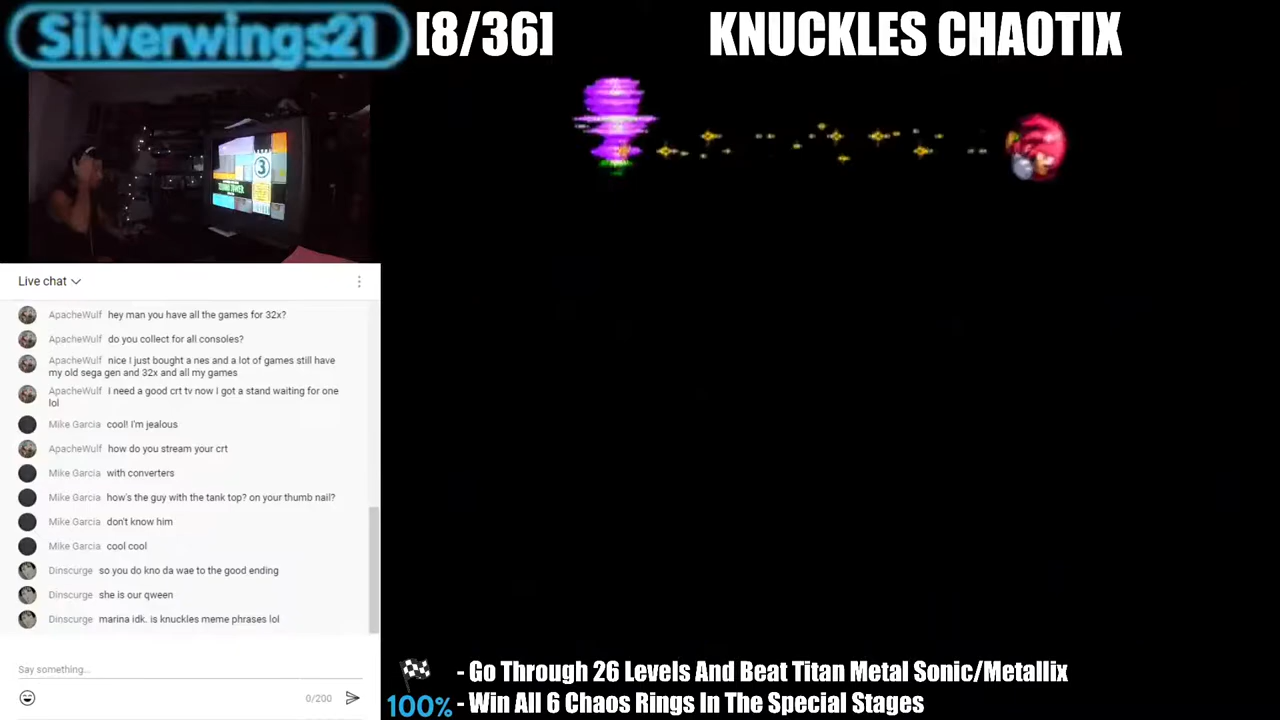 Silverwings21 [8/36] KNUCKLES CHAOTIX
3
Live chat
ApacheWulf hey man you have all the games for 32x?
ApacheWulf do you collect for all consoles?
ApacheWulf nice I just bought a nes and a lot of games still have
my old sega gen and 32x and all my games
ApacheWulf I need a good crt tv now I got a stand waiting for one
lol
Mike Garcia cool! I'm jealous
ApacheWulf how do you stream your crt
Mike Garcia with converters
Mike Garcia how's the guy with the tank top? on your thumb nail?
Mike Garcia don't know him
Mike Garcia cool cool
Dinscurge so you do kno da wae to the good ending
Dinscurge she is our qween
Dinscurge marina idk. is knuckles meme phrases lol
Say something...
0/200
- Go Through 26 Levels And Beat Titan Metal Sonic/Metallix
100% - Win All 6 Chaos Rings In The Special Stages